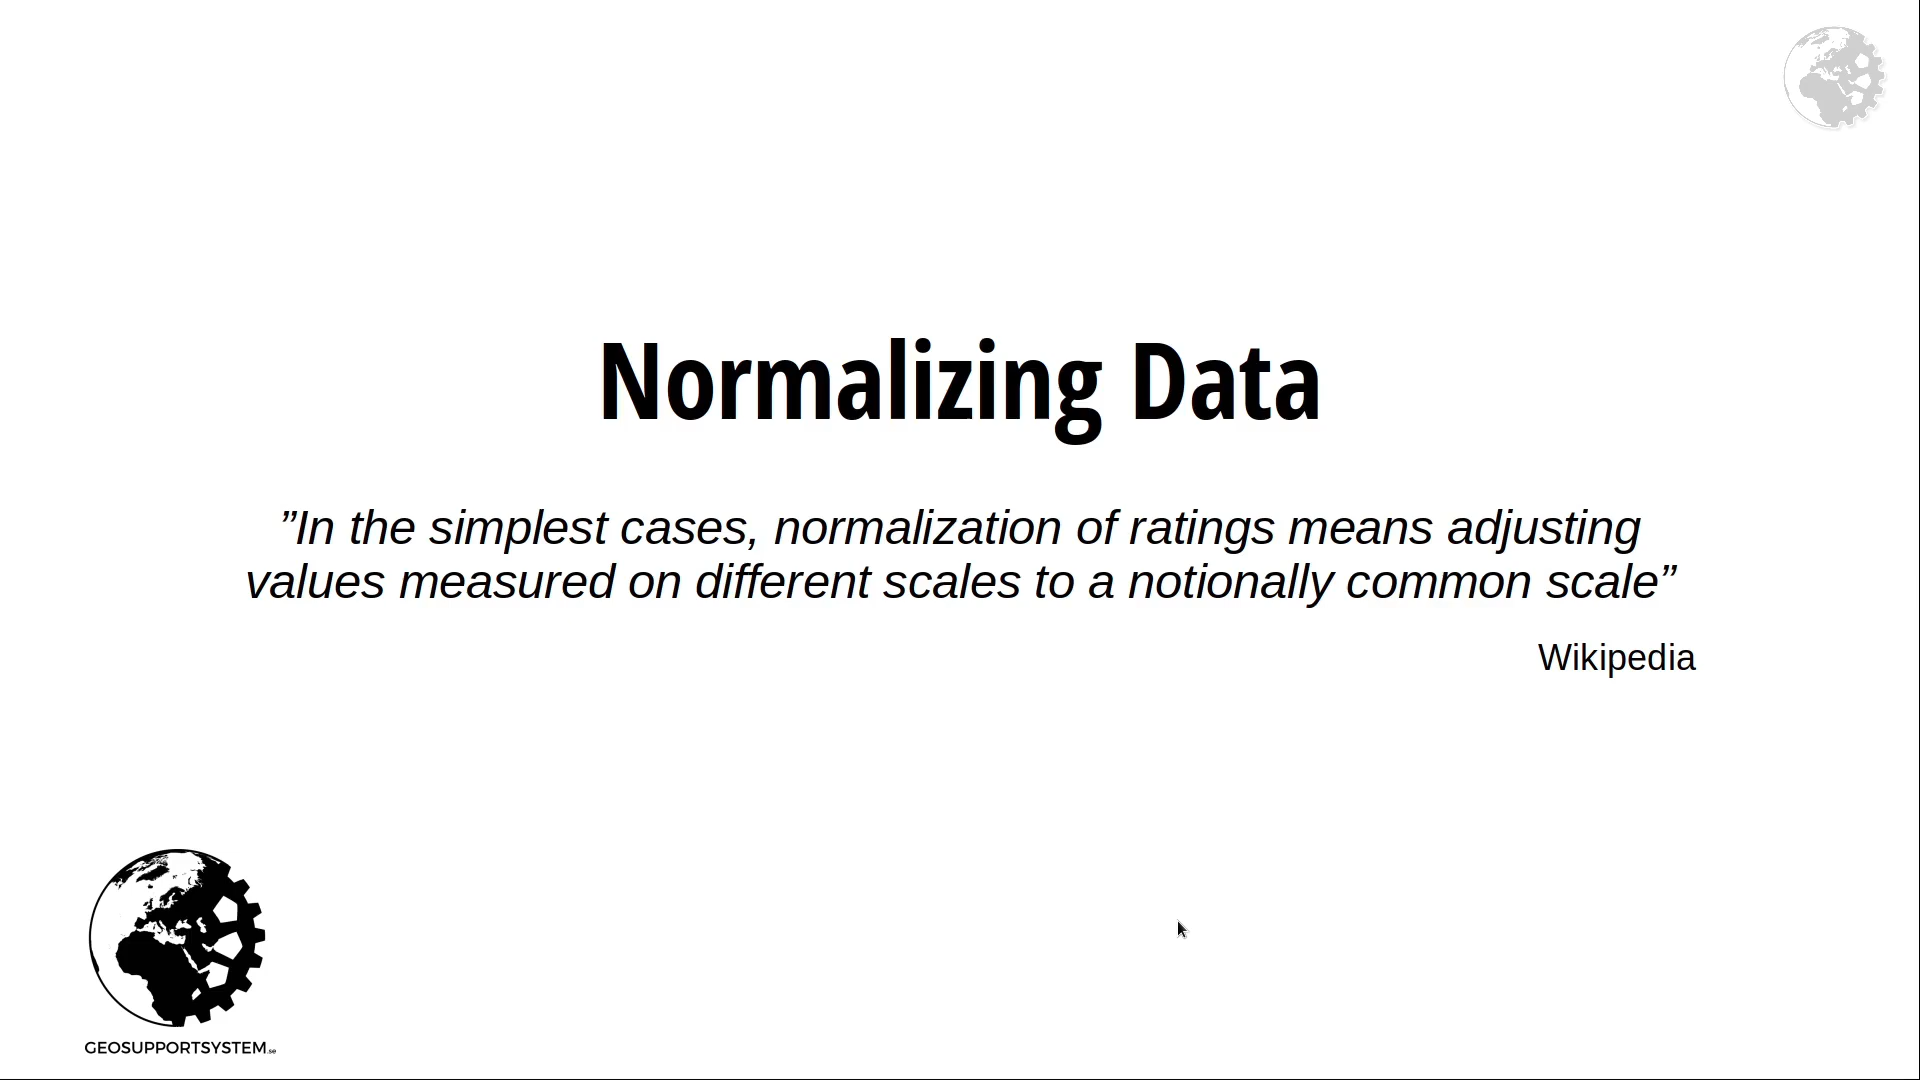 Normalizing Data
”In the simplest cases, normalization of ratings means adjusting
values measured on different scales to a notionally common scale”
Wikipedia
GEOSUPPORTSYSTEM.se